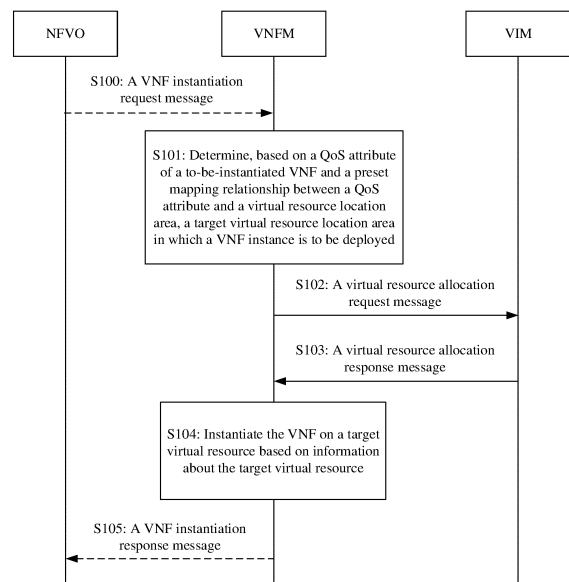 NFVO
VNFM
VIM
S100: A VNF instantiation
request message
S101: Determine, based on a QoS attribute
of a to-be-instantiated VNF and a preset
mapping relationship between a QoS
attribute and a virtual resource location
area, a target virtual resource location area
in which a VNF instance is to be deployed
S102: A virtual resource allocation
request message
S103: A virtual resource allocation
response message
S104: Instantiate the VNF on a target
virtual resource based on information
about the target virtual resource
S105: A VNF instantiation
response message